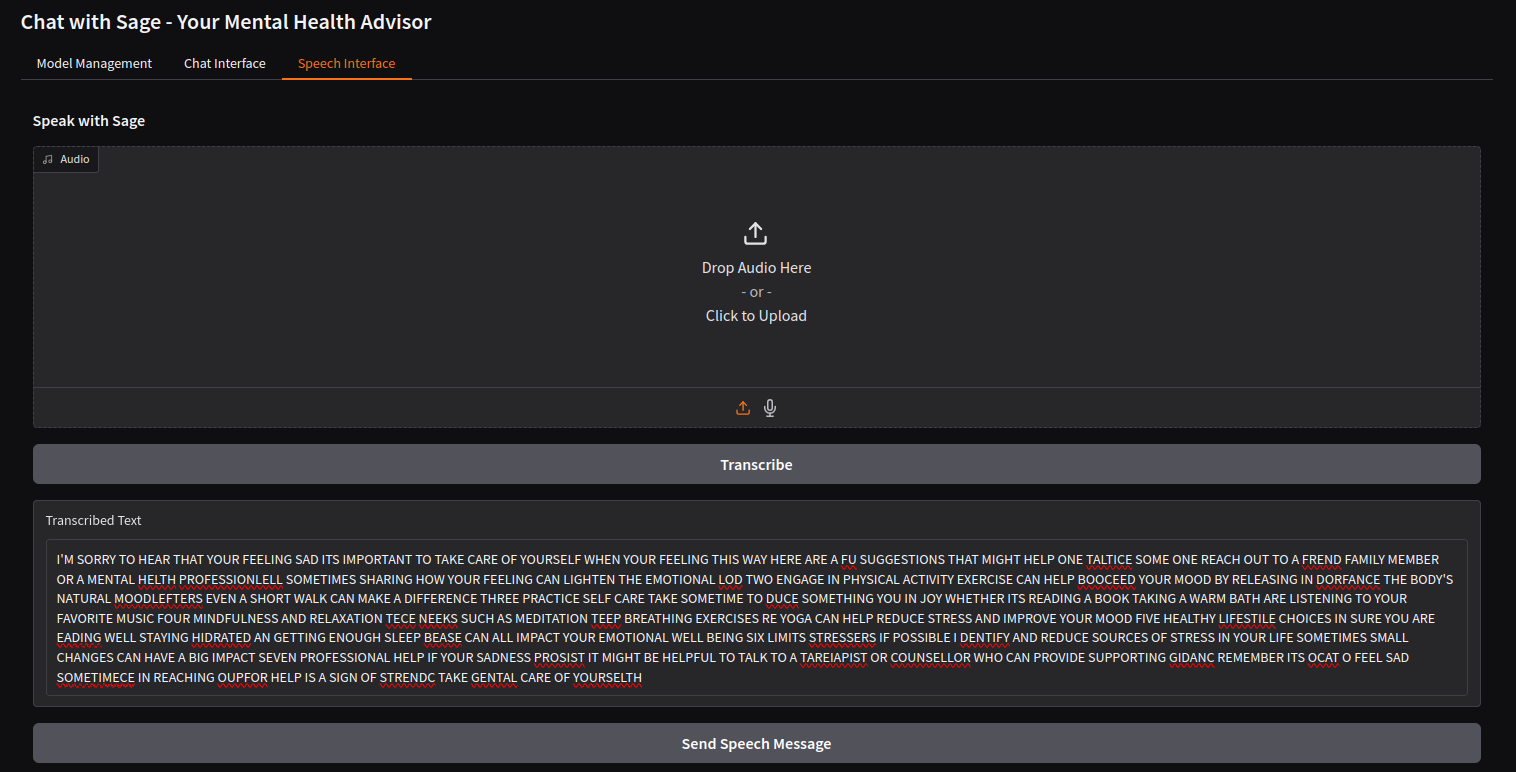 Chat with Sage - Your Mental Health Advisor
Model Management Chat Interface Speech Interface
Speak with Sage
Audio
Drop Audio Here
- or -
Click to Upload
Transcribe
Transcribed Text
I'M SORRY TO HEAR THAT YOUR FEELING SAD ITS IMPORTANT TO TAKE CARE OF YOURSELF WHEN YOUR FEELING THIS WAY HERE ARE A FU SUGGESTIONS THAT MIGHT HELP ONE TALTICE SOME ONE REACH OUT TO A FREND FAMILY MEMBER
OR A MENTAL HELTH PROFESSIONLELL SOMETIMES SHARING HOW YOUR FEELING CAN LIGHTEN THE EMOTIONAL LOD TWO ENGAGE IN PHYSICAL ACTIVITY EXERCISE CAN HELP BOOCEED YOUR MOOD BY RELEASING IN DORFANCE THE BODY'S
NATURAL MOODLEFTERS EVEN A SHORT WALK CAN MAKE A DIFFERENCE THREE PRACTICE SELF CARE TAKE SOMETIME TO DUCE SOMETHING YOU IN JOY WHETHER ITS READING A BOOK TAKING A WARM BATH ARE LISTENING TO YOUR
FAVORITE MUSIC FOUR MINDFULNESS AND RELAXATION TECE NEEKS SUCH AS MEDITATION TEEP BREATHING EXERCISES RE YOGA CAN HELP REDUCE STRESS AND IMPROVE YOUR MOOD FIVE HEALTHY LIFESTILE CHOICES IN SURE YOU ARE
EADING WELL STAYING HIDRATED AN GETTING ENOUGH SLEEP BEASE CAN ALL IMPACT YOUR EMOTIONAL WELL BEING SIX LIMITS STRESSERS IF POSSIBLE I DENTIFY AND REDUCE SOURCES OF STRESS IN YOUR LIFE SOMETIMES SMALL
CHANGES CAN HAVE A BIG IMPACT SEVEN PROFESSIONAL HELP IF YOUR SADNESS PROSIST IT MIGHT BE HELPFUL TO TALK TO A TAREIAPIST OR COUNSELLOR WHO CAN PROVIDE SUPPORTING GIDANC REMEMBER ITS OCAT O FEEL SAD
SOMETIMECE IN REACHING OUPFOR HELP IS A SIGN OF STRENDC TAKE GENTAL CARE OF YOURSELTH
Send Speech Message